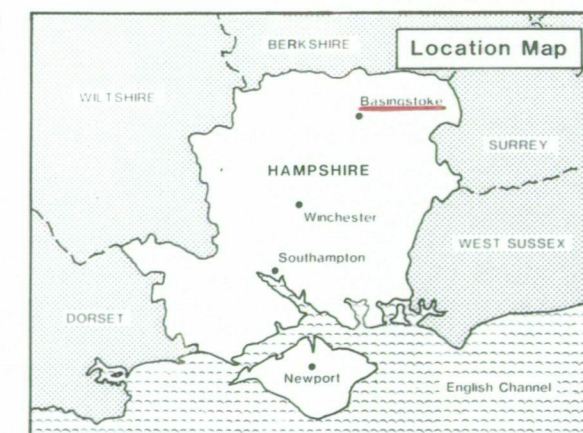 BERKSHIRE
Location Map
WILTSHIRE
Basingstoke
SURREY
HAMPSHIRE
Winchester
WEST SUSSEX
Southampton
DORSET
Newport
English Channel